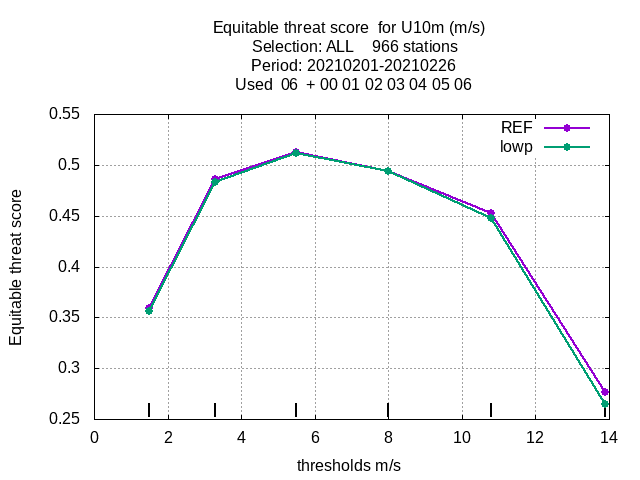 Equitable threat score  for U10m (m/s)
Selection: ALL    966 stations
Period: 20210201-20210226
Used  06  + 00 01 02 03 04 05 06
REF
lowp
Equitable threat score
0.55
0.5
0.45
0.4
0.35
0.3
0.25
0 2 4 6 8 10 12 14
thresholds m/s